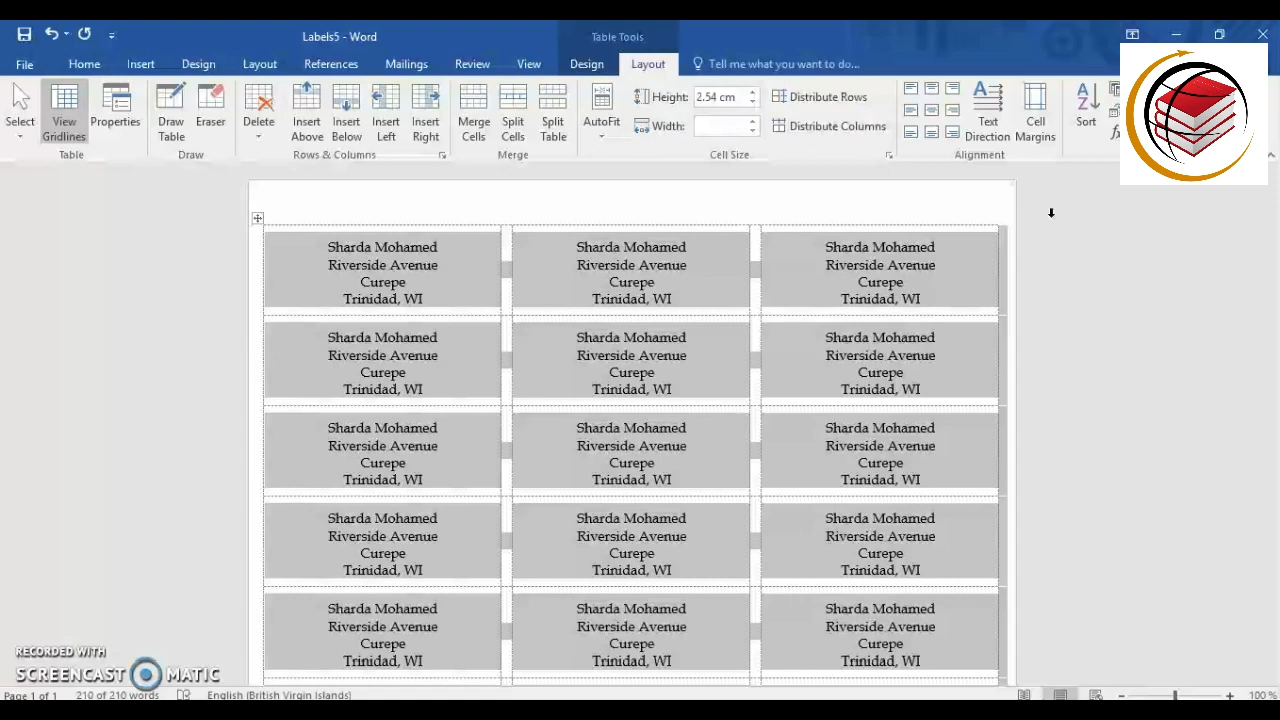 Labels5 - Word
Table Tools
File Home Insert Design Layout References Mailings Review View Design Layout Tell me what you want to do...
Select
View Gridlines
Properties
Draw Table
Eraser
Delete
Insert Above
Insert Below
Insert Left
Insert Right
Merge Cells
Split Cells
Split Table
AutoFit
Height: 2.54 cm
Width:
Distribute Rows
Distribute Columns
Text Direction
Cell Margins
A
Z
Sort
Table Draw Rows & Columns Merge Cell Size Alignment
Sharda Mohamed Sharda Mohamed Sharda Mohamed
Riverside Avenue Riverside Avenue Riverside Avenue
Curepe Curepe Curepe
Trinidad, WI Trinidad, WI Trinidad, WI
Sharda Mohamed Sharda Mohamed Sharda Mohamed
Riverside Avenue Riverside Avenue Riverside Avenue
Curepe Curepe Curepe
Trinidad, WI Trinidad, WI Trinidad, WI
Sharda Mohamed Sharda Mohamed Sharda Mohamed
Riverside Avenue Riverside Avenue Riverside Avenue
Curepe Curepe Curepe
Trinidad, WI Trinidad, WI Trinidad, WI
Sharda Mohamed Sharda Mohamed Sharda Mohamed
Riverside Avenue Riverside Avenue Riverside Avenue
Curepe Curepe Curepe
Trinidad, WI Trinidad, WI Trinidad, WI
Sharda Mohamed Sharda Mohamed Sharda Mohamed
Riverside Avenue Riverside Avenue Riverside Avenue
Curepe Curepe Curepe
Trinidad, WI Trinidad, WI Trinidad, WI
RECORDED WITH
SCREENCAST MATIC
Page 1 of 1 210 of 210 words English (British Virgin Islands) 100 %